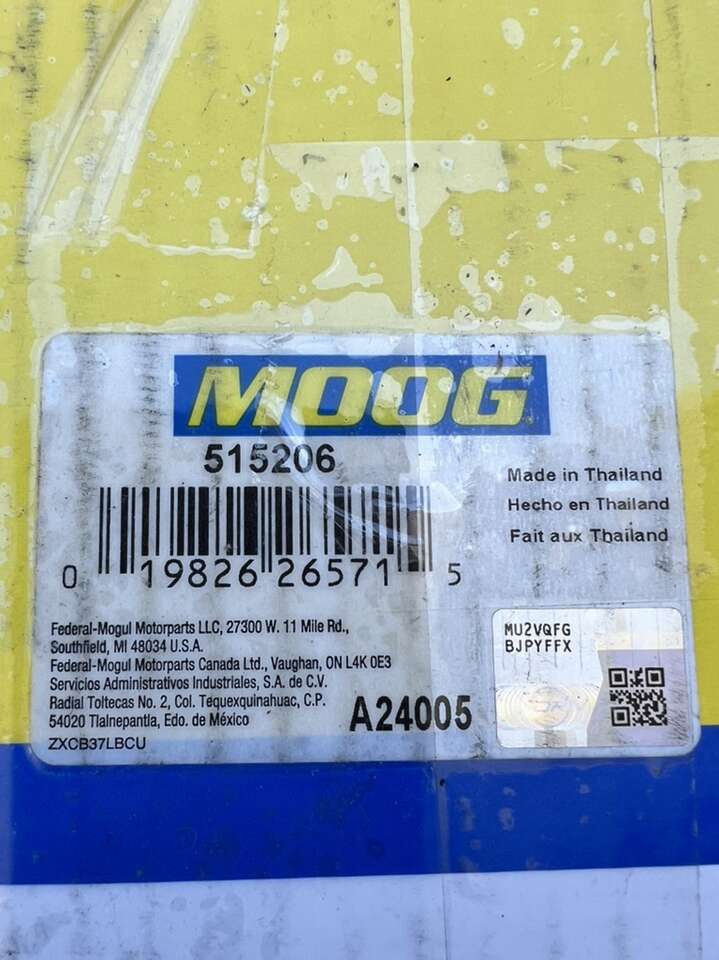 MOOG
515206
0 19826 26571 5
Made in Thailand
Hecho en Thailand
Fait aux Thailand
Federal-Mogul Motorparts LLC, 27300 W. 11 Mile Rd.,
Southfield, MI 48034 U.S.A.
Federal-Mogul Motorparts Canada Ltd., Vaughan, ON L4K 0E3
Servicios Administrativos Industriales, S.A. de C.V.
Radial Toltecas No. 2, Col. Tequexquinahuac, C.P.
54020 Tlalnepantla, Edo. de México
ZXCB37LBCU
A24005
MU2VQFG
BJPYFFX